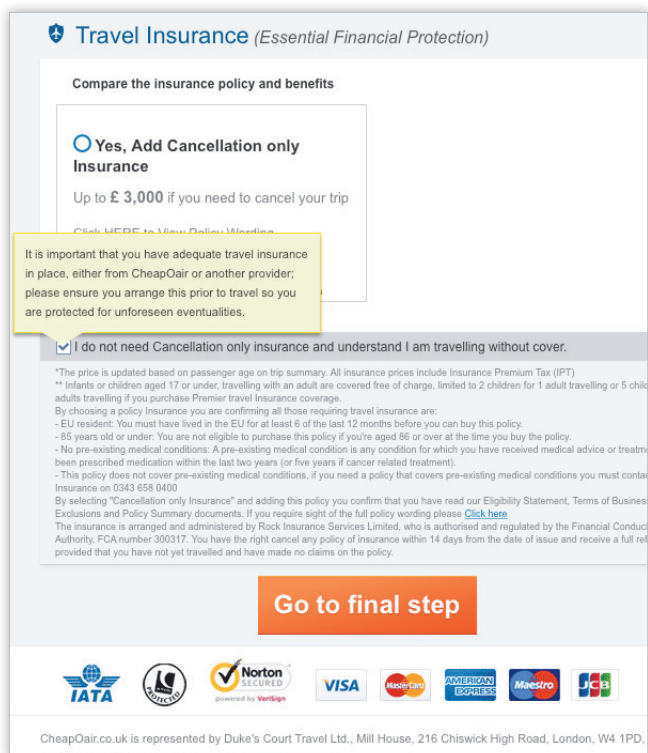 Travel Insurance (Essential Financial Protection)
Compare the insurance policy and benefits
Yes, Add Cancellation only
Insurance
Up to £ 3,000 if you need to cancel your trip
Click HERE to View Policy Wording
It is important that you have adequate travel insurance
in place, either from CheapOair or another provider;
please ensure you arrange this prior to travel so you
are protected for unforeseen eventualities.
I do not need Cancellation only insurance and understand I am travelling without cover.
*The price is updated based on passenger age on trip summary. All insurance prices include Insurance Premium Tax (IPT)
** Infants or children aged 17 or under, travelling with an adult are covered free of charge, limited to 2 children for 1 adult travelling or 5 chil
adults travelling if you purchase Premier travel Insurance coverage.
By choosing a policy Insurance you are confirming all those requiring travel insurance are:
- EU resident: You must have lived in the EU for at least 6 of the last 12 months before you can buy this policy.
- 85 years old or under: You are not eligible to purchase this policy if you're aged 86 or over at the time you buy the policy.
- No pre-existing medical conditions: A pre-existing medical condition is any condition for which you have received medical advice or treatme
been prescribed medication within the last two years (or five years if cancer related treatment).
- This policy does not cover pre-existing medical conditions, if you need a policy that covers pre-existing medical conditions you must conta
Insurance on 0343 658 0400
By selecting "Cancellation only Insurance" and adding this policy you confirm that you have read our Eligibility Statement, Terms of Busines
Exclusions and Policy Summary documents. If you require sight of the full policy wording please Click here
The insurance is arranged and administered by Rock Insurance Services Limited, who is authorised and regulated by the Financial Conduc
Authority, FCA number 300317. You have the right cancel any policy of insurance within 14 days from the date of issue and receive a full ref
provided that you have not yet travelled and have made no claims on the policy.
Go to final step
IATA
PROTECTED
Norton
SECURED
powered by VeriSign
VISA
MasterCard
AMERICAN
EXPRESS
Maestro
JCB
CheapOair.co.uk is represented by Duke's Court Travel Ltd., Mill House, 216 Chiswick High Road, London, W4 1PD,